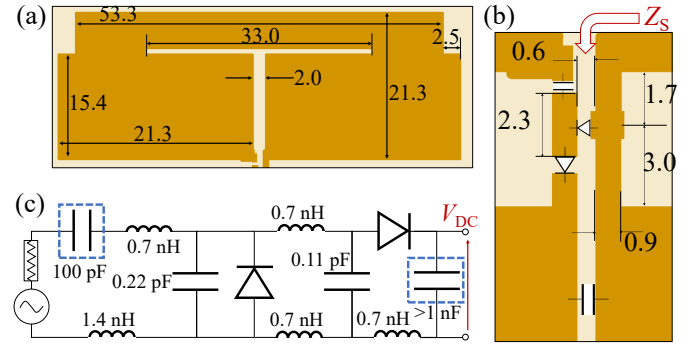 (a)
53.3
33.0
2.5
2.0
15.4
21.3
21.3
(b)
Z_S
0.6
1.7
2.3
3.0
0.9
(c)
0.7 nH
V_DC
0.7 nH
100 pF
0.22 pF
0.11 pF
>1 nF
1.4 nH
0.7 nH
0.7 nH